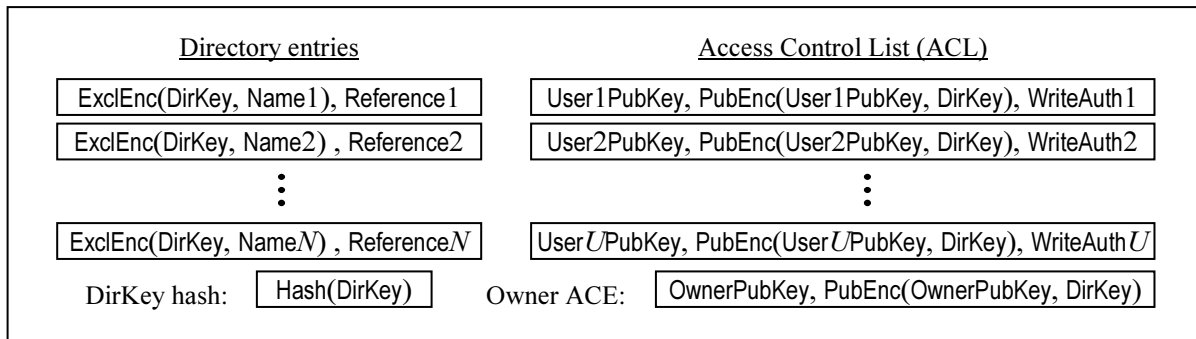 Directory entries Access Control List (ACL)
ExclEnc(DirKey, Name1), Reference1 User1PubKey, PubEnc(User1PubKey, DirKey), WriteAuth1
ExclEnc(DirKey, Name2) , Reference2 User2PubKey, PubEnc(User2PubKey, DirKey), WriteAuth2
ExclEnc(DirKey, NameN) , ReferenceN UserUPubKey, PubEnc(UserUPubKey, DirKey), WriteAuthU
DirKey hash: Hash(DirKey) Owner ACE: OwnerPubKey, PubEnc(OwnerPubKey, DirKey)